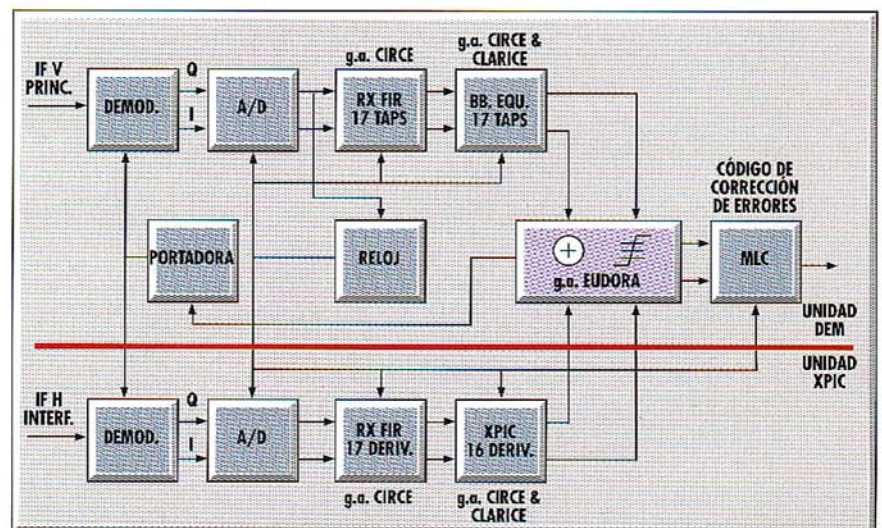 g.a. CIRCE
g.a. CIRCE &
CLARICE
IF V
PRINC.
DEMOD.
Q
I
A/D
RX FIR
17 TAPS
BB. EQU.
17 TAPS
CÓDIGO DE
CORRECCIÓN
DE ERRORES
PORTADORA
RELOJ
g.a. EUDORA
MLC
UNIDAD
DEM
UNIDAD
XPIC
IF H
INTERF.
DEMOD.
Q
I
A/D
RX FIR
17 DERIV.
XPIC
16 DERIV.
g.a. CIRCE
g.a. CIRCE &
CLARICE